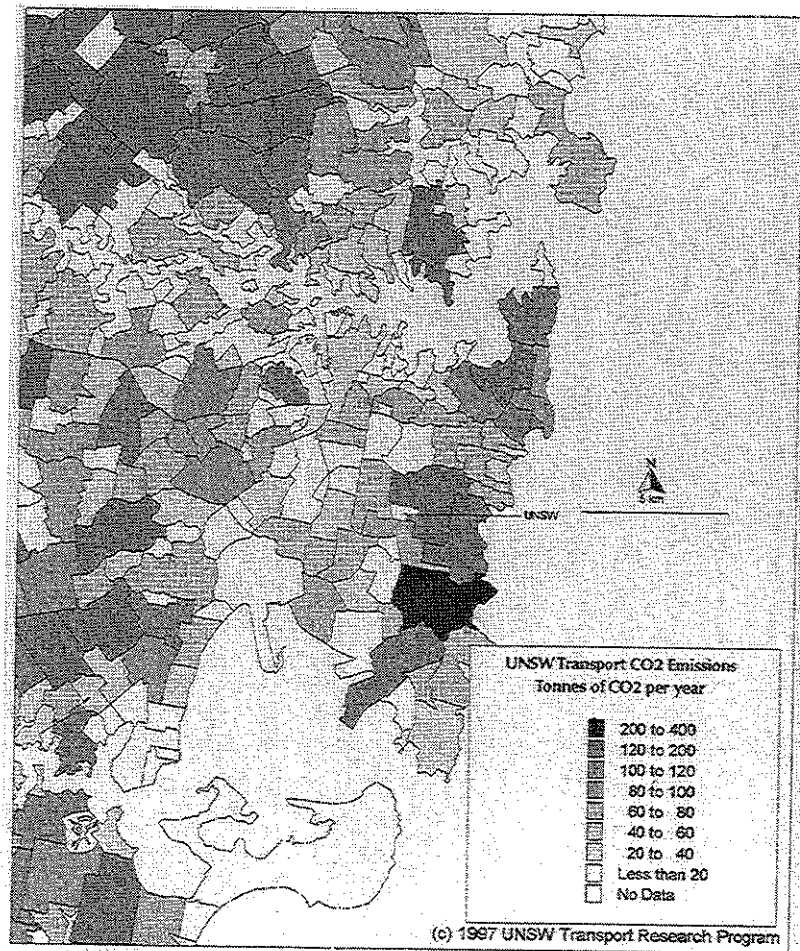 N
5 km
UNSW
UNSW Transport CO2 Emissions
Tonnes of CO2 per year
200 to 400
120 to 200
100 to 120
80 to 100
60 to 80
40 to 60
20 to 40
Less than 20
No Data
(c) 1997 UNSW Transport Research Program